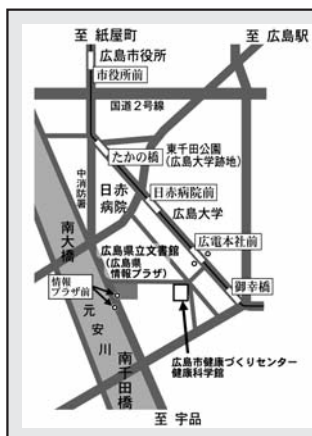 至 紙屋町
至 広島駅
広島市役所
市役所前
国道2号線
東千田公園
(広島大学跡地)
たかの橋
中消防署
日赤
病院
日赤病院前
広島大学
南大橋
広島県立文書館
(広島県
情報プラザ)
広電本社前
情報
プラザ前
御幸橋
元安川
南千田橋
広島市健康づくりセンター
健康科学館
至 宇品